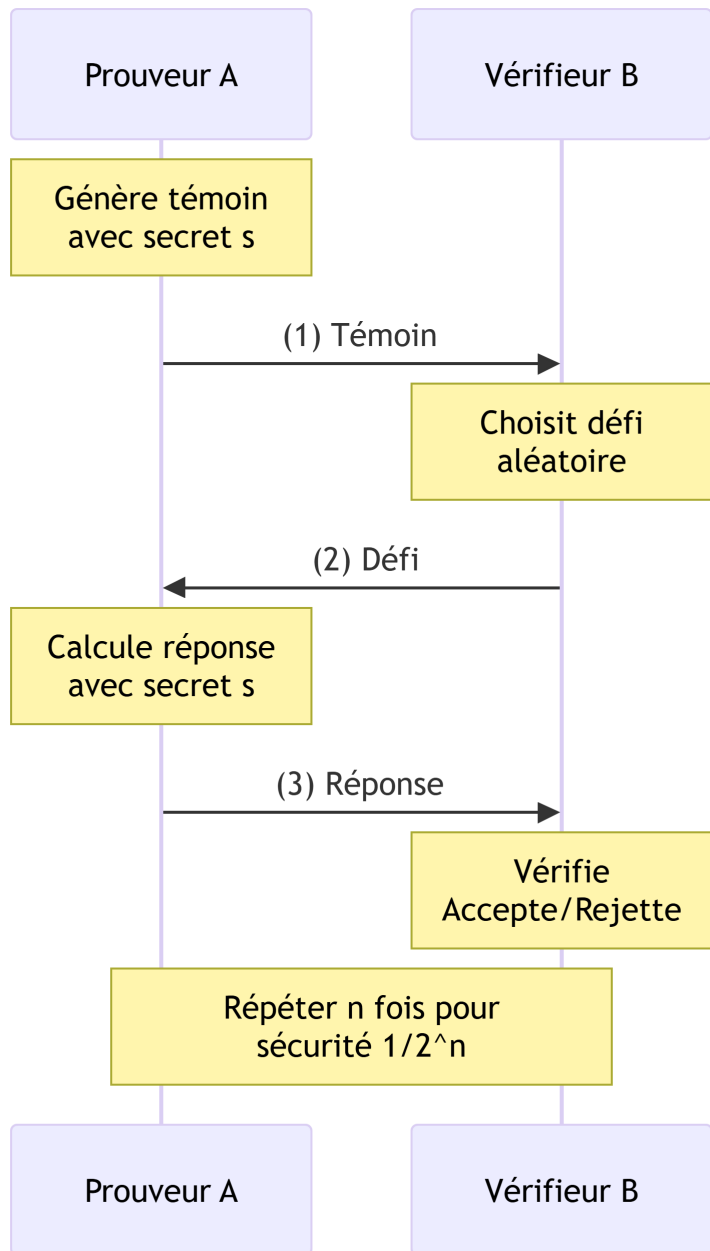 Prouveur A
Vérifieur B
Génère témoin
avec secret s
(1) Témoin
Choisit défi
aléatoire
(2) Défi
Calcule réponse
avec secret s
(3) Réponse
Vérifie
Accepte/Rejette
Répéter n fois pour
sécurité 1/2^n
Prouveur A
Vérifieur B